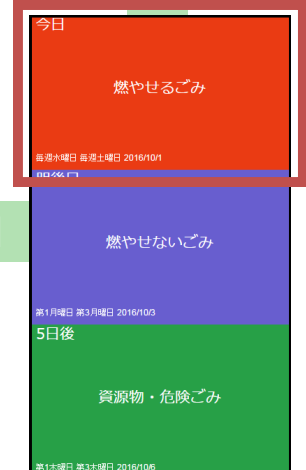 今日
燃やせるごみ
毎週水曜日 毎週土曜日 2016/10/1
明後日
燃やせないごみ
第1月曜日 第3月曜日 2016/10/3
5日後
資源物・危険ごみ
第1木曜日 第3木曜日 2016/10/6